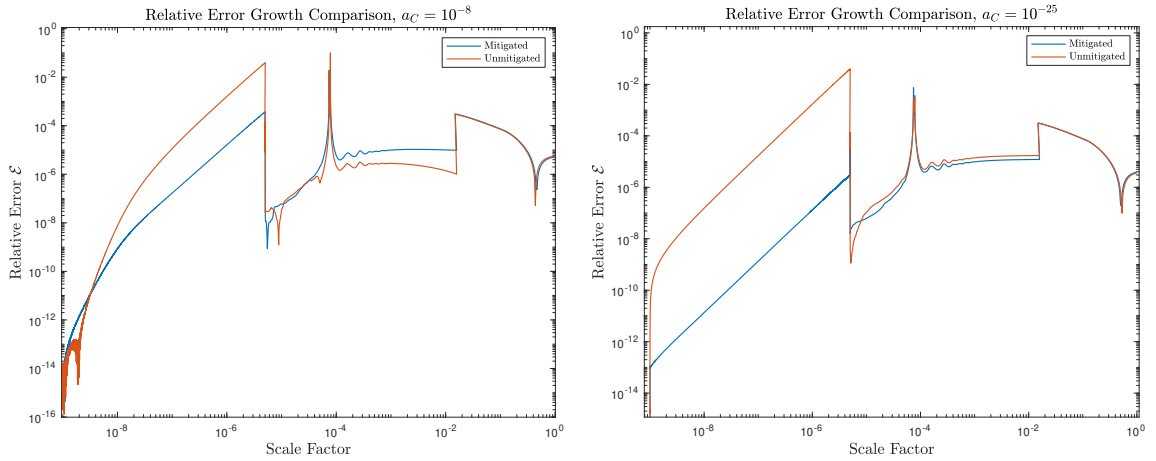 Relative Error Growth Comparison, $a_C = 10^{-8}$
Mitigated
Unmitigated
Relative Error $\mathcal{E}$
10^0
10^{-2}
10^{-4}
10^{-6}
10^{-8}
10^{-10}
10^{-12}
10^{-14}
10^{-16}
10^{-8} 10^{-6} 10^{-4} 10^{-2} 10^0
Scale Factor
Relative Error Growth Comparison, $a_C = 10^{-25}$
Mitigated
Unmitigated
Relative Error $\mathcal{E}$
10^0
10^{-2}
10^{-4}
10^{-6}
10^{-8}
10^{-10}
10^{-12}
10^{-14}
10^{-8} 10^{-6} 10^{-4} 10^{-2} 10^0
Scale Factor